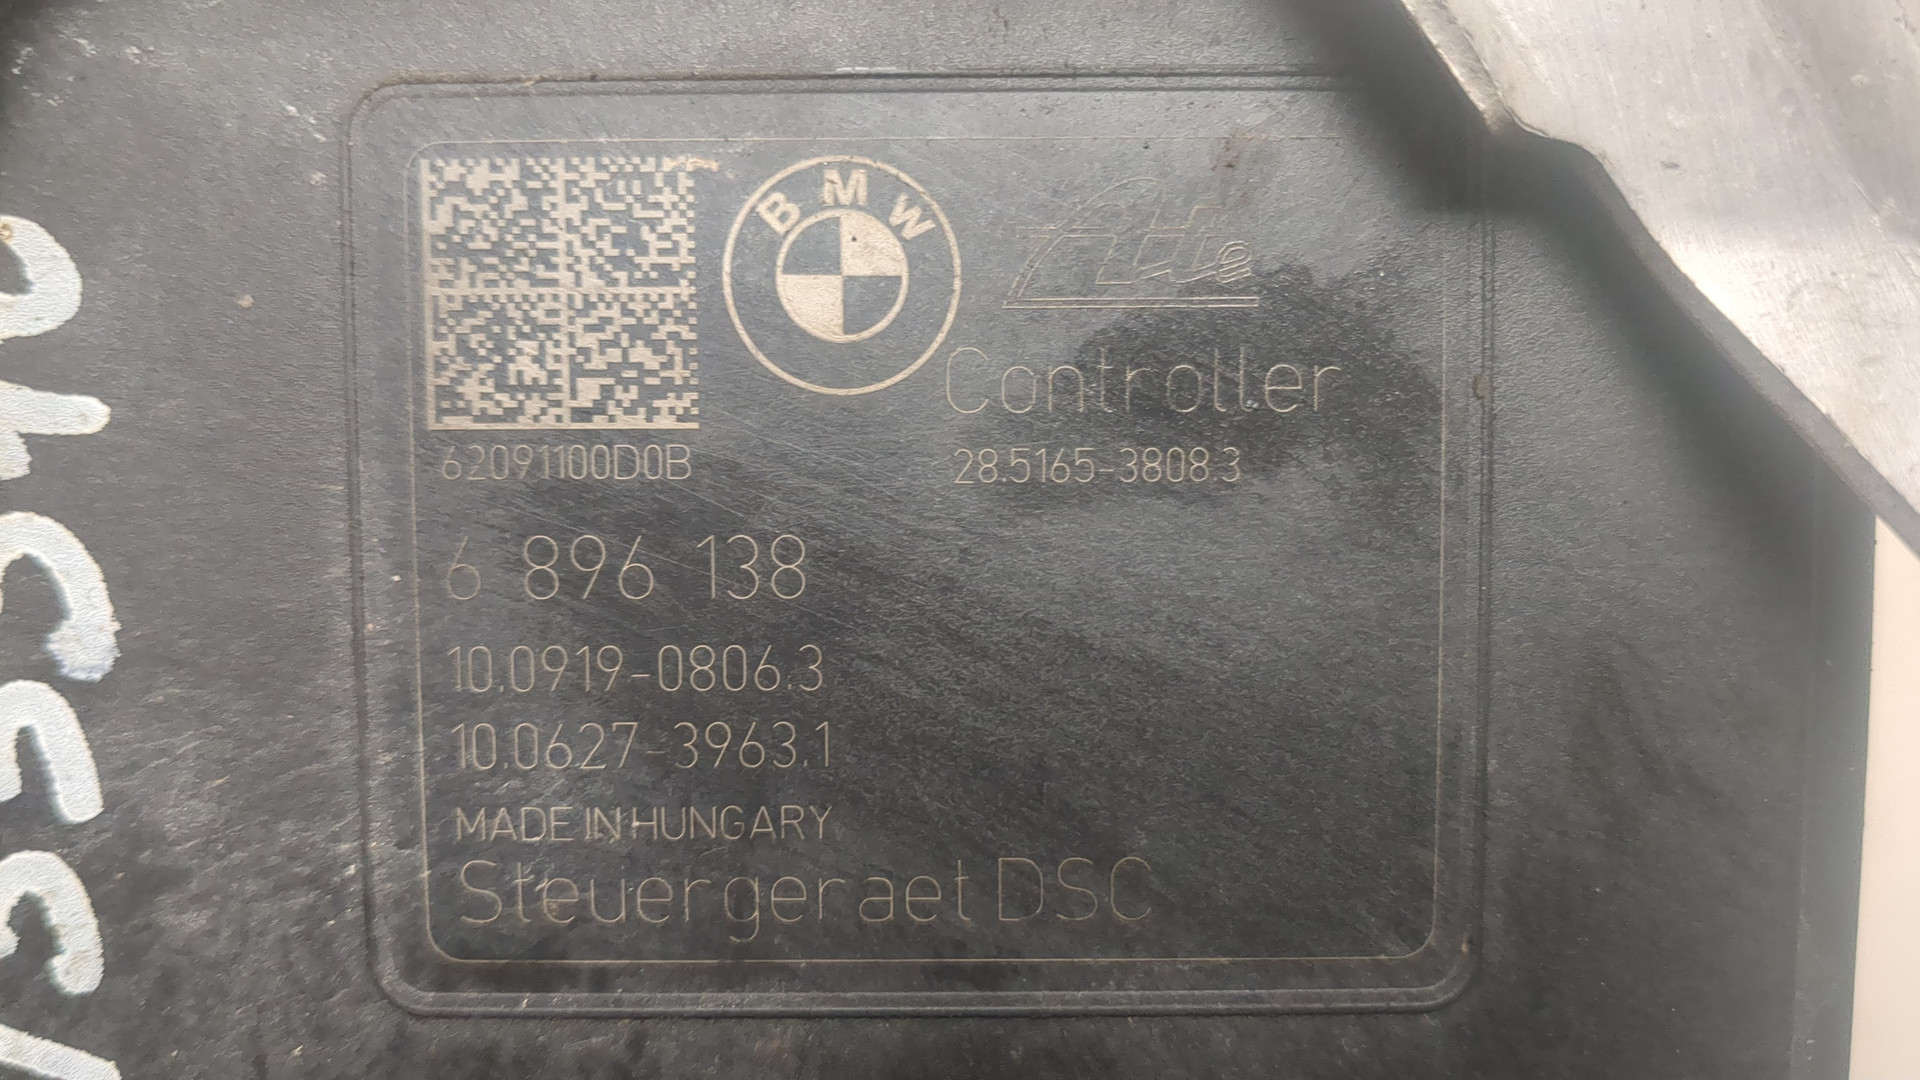 BMW
Ate
Controller
62091100D0B
28.5165-3808.3
6 896 138
10.0919-0806.3
10.0627-3963.1
MADE IN HUNGARY
Steuergeraet DSC